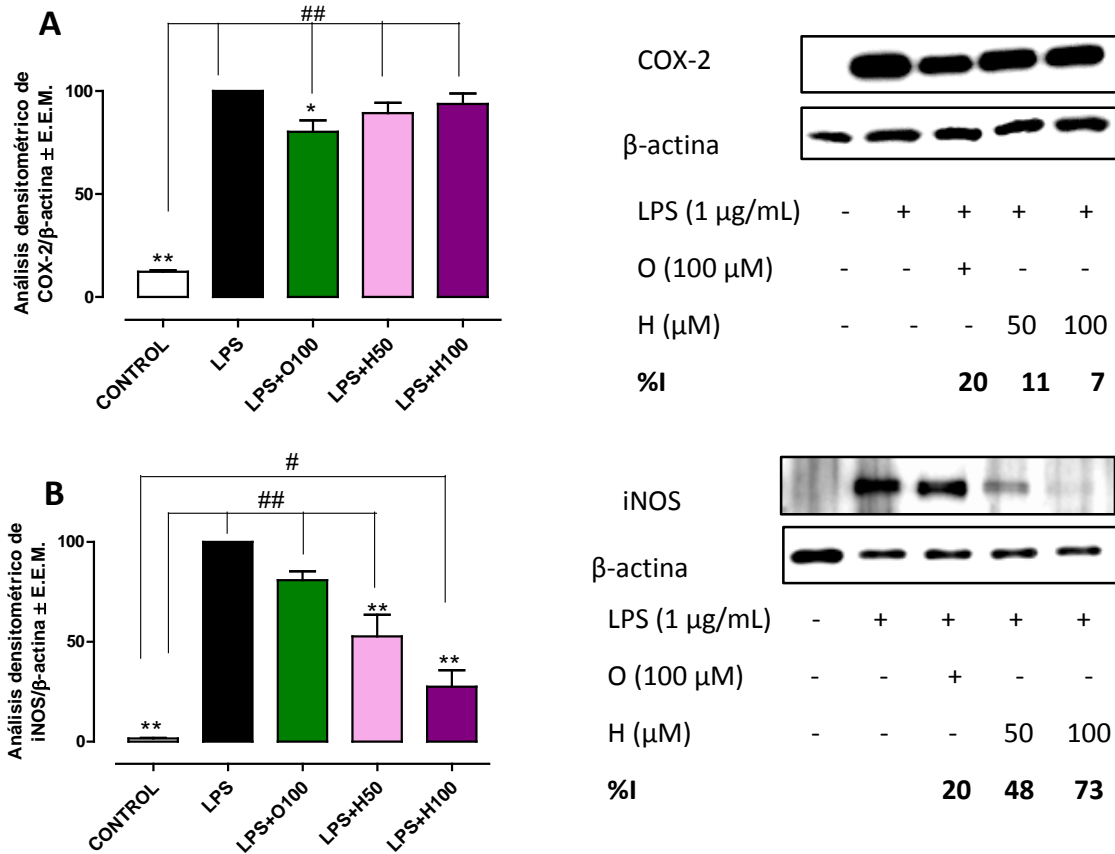 A
##
Análisis densitométrico de
COX-2/β-actina ± E.E.M.
100
50
0
**
*
CONTROL
LPS
LPS+O100
LPS+H50
LPS+H100
COX-2
β-actina
LPS (1 µg/mL) - + + + +
O (100 µM) - - + - -
H (µM) - - - 50 100
%I 20 11 7
B
#
##
Análisis densitométrico de
iNOS/β-actina ± E.E.M.
100
50
0
**
**
**
CONTROL
LPS
LPS+O100
LPS+H50
LPS+H100
iNOS
β-actina
LPS (1 µg/mL) - + + + +
O (100 µM) - - + - -
H (µM) - - - 50 100
%I 20 48 73